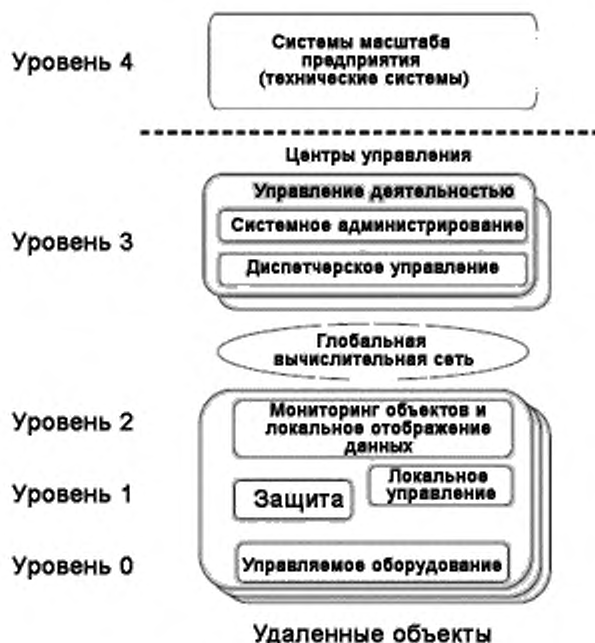 Уровень 4
Системы масштаба
предприятия
(технические системы)
Центры управления
Управление деятельностью
Уровень 3
Системное администрирование
Диспетчерское управление
Глобальная
вычислительная сеть
Уровень 2
Мониторинг объектов и
локальное отображение
данных
Уровень 1
Защита
Локальное
управление
Уровень 0
Управляемое оборудование
Удаленные объекты